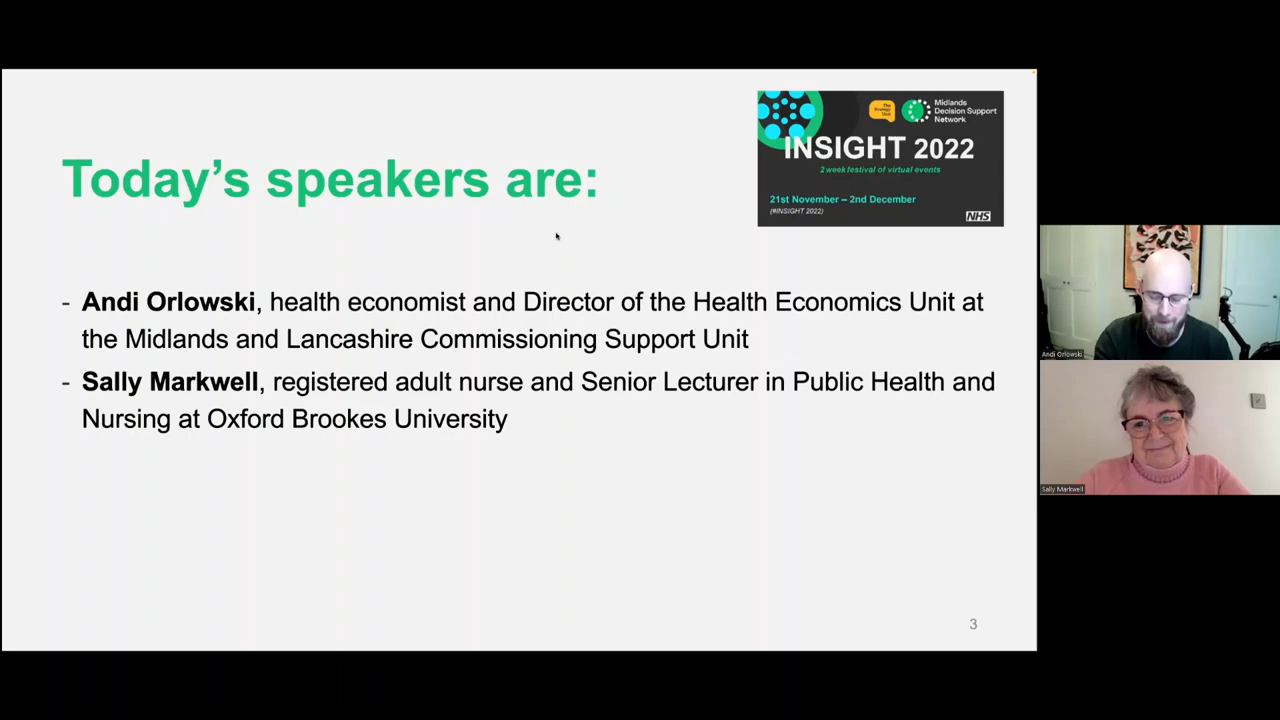 Today's speakers are:
The
Strategy
Unit
Midlands
Decision Support
Network
INSIGHT 2022
2 week festival of virtual events
21st November – 2nd December
(#INSIGHT 2022)
NHS
- Andi Orlowski, health economist and Director of the Health Economics Unit at
the Midlands and Lancashire Commissioning Support Unit
- Sally Markwell, registered adult nurse and Senior Lecturer in Public Health and
Nursing at Oxford Brookes University
3
Andi Orlowski
Sally Markwell